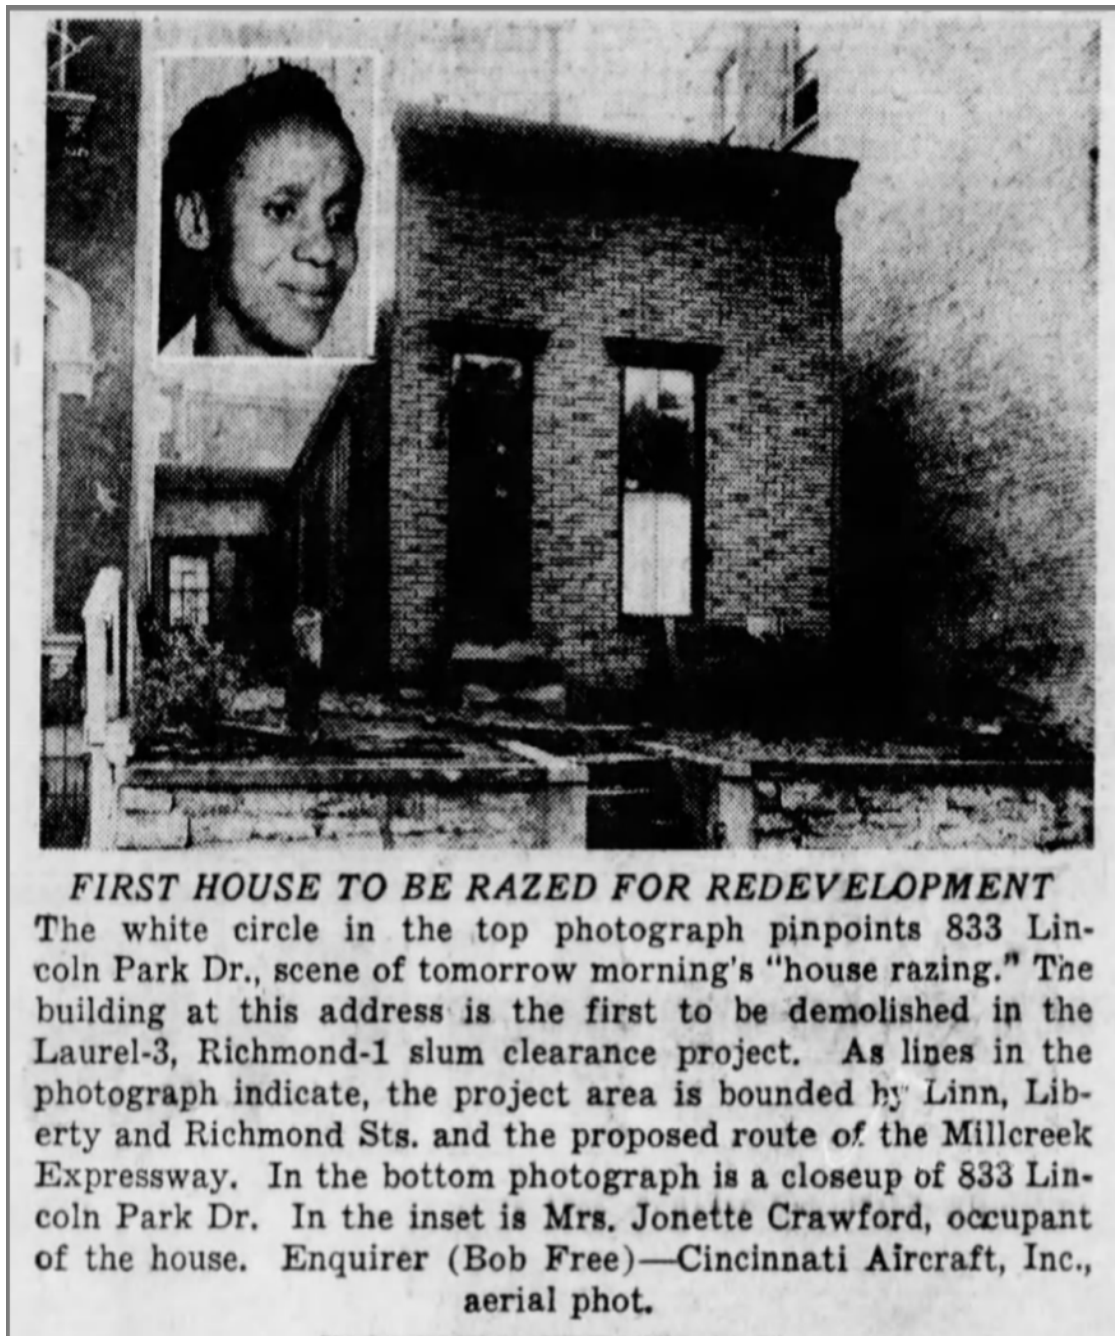 FIRST HOUSE TO BE RAZED FOR REDEVELOPMENT
The white circle in the top photograph pinpoints 833 Lin-
coln Park Dr., scene of tomorrow morning's "house razing." The
building at this address is the first to be demolished in the
Laurel-3, Richmond-1 slum clearance project. As lines in the
photograph indicate, the project area is bounded by Linn, Lib-
erty and Richmond Sts. and the proposed route of the Millcreek
Expressway. In the bottom photograph is a closeup of 833 Lin-
coln Park Dr. In the inset is Mrs. Jonette Crawford, occupant
of the house. Enquirer (Bob Free)—Cincinnati Aircraft, Inc.,
aerial phot.